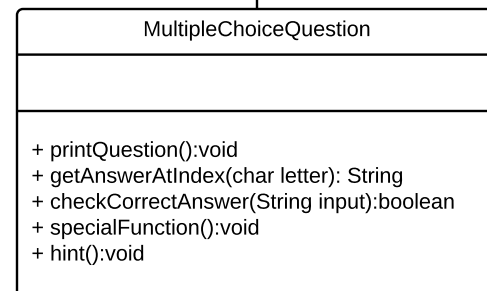 MultipleChoiceQuestion
+ printQuestion():void
+ getAnswerAtIndex(char letter): String
+ checkCorrectAnswer(String input):boolean
+ specialFunction():void
+ hint():void